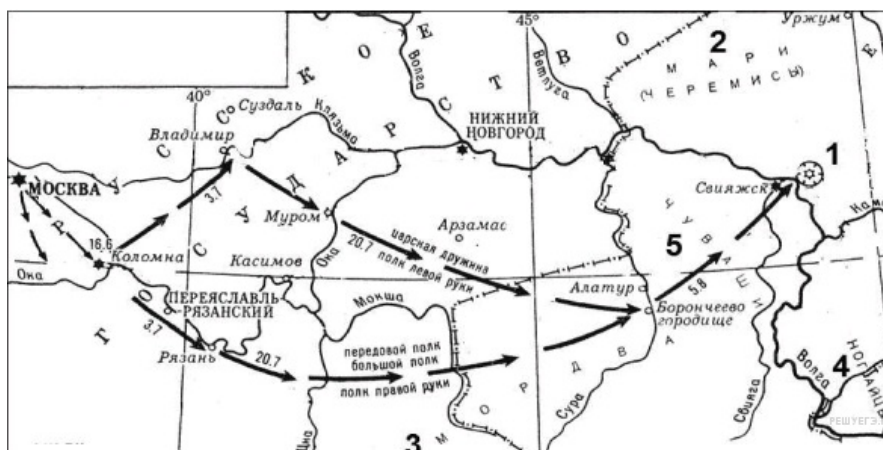 45°
Уржум
2
О
Е
К
С
Волга
Ветлуга
В
О
Т
М А Р И
(ЧЕРЕМИСЫ)
Е
40°
Суздаль
Клязьма
Владимир
НИЖНИЙ
НОВГОРОД
1
МОСКВА
Р У С С К О Е
Г О С У Д А Р С Т В О
Свияжск
Кама
3.7
Муром
Арзамас
Ч У В А Ш И
5
16.6
Коломна
20.7
царская дружина
полк левой руки
Ока
Касимов
Ока
5.8
Алатур
Мокша
ПЕРЕЯСЛАВЛЬ
РЯЗАНСКИЙ
Борончеево
городище
3.7
Рязань
20.7
передовой полк
большой полк
полк правой руки
4
Волга
НОГАЙЦЫ
М О Р Д В А
Сура
Свияга
Цна
3
РЕШУЕГЭ.